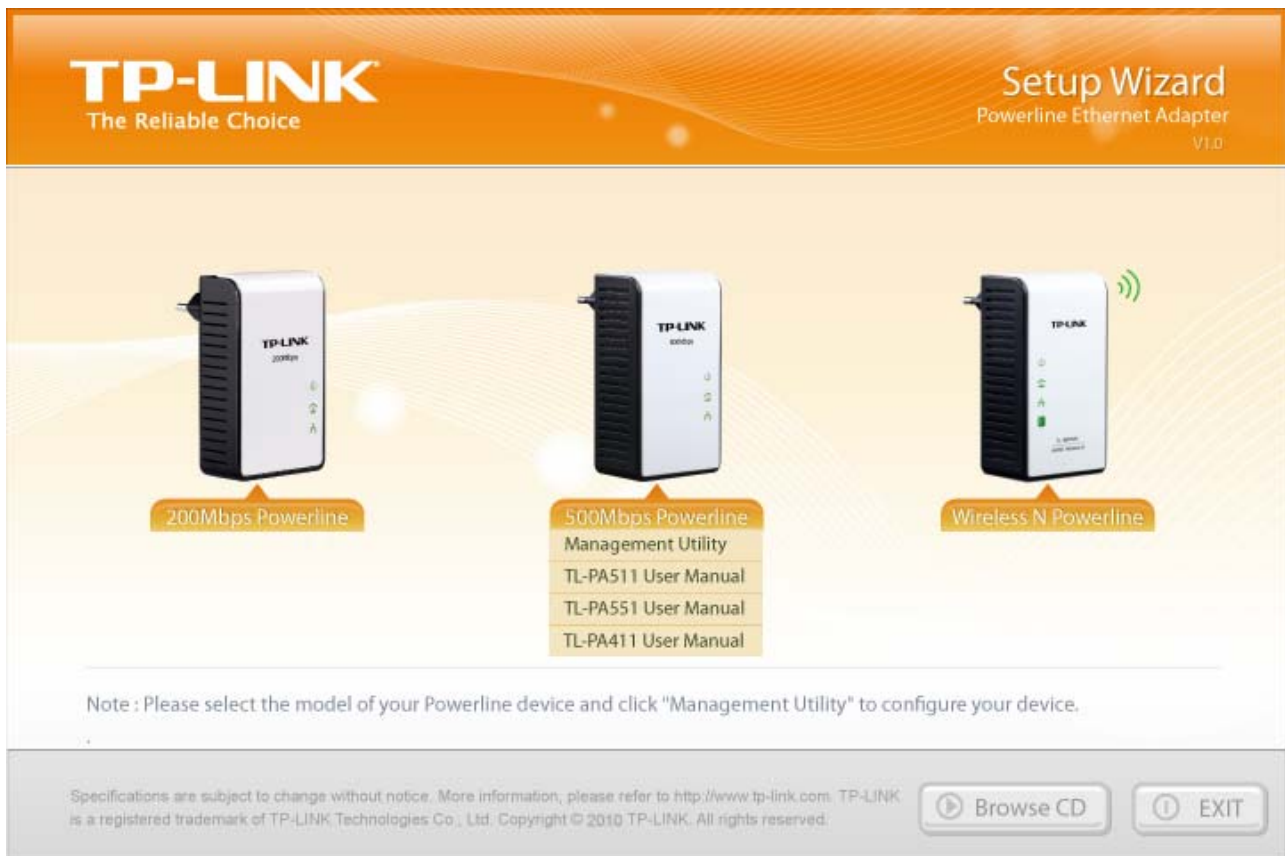 TP-LINK
The Reliable Choice
Setup Wizard
Powerline Ethernet Adapter
V1.0
TP-LINK
200Mbps
TP-LINK
TP-LINK
200Mbps Powerline
500Mbps Powerline
Wireless N Powerline
Management Utility
TL-PA511 User Manual
TL-PA551 User Manual
TL-PA411 User Manual
Note : Please select the model of your Powerline device and click "Management Utility" to configure your device.
.
Specifications are subject to change without notice. More information, please refer to http://www.tp-link.com. TP-LINK
is a registered trademark of TP-LINK Technologies Co., Ltd. Copyright © 2010 TP-LINK. All rights reserved.
Browse CD
EXIT